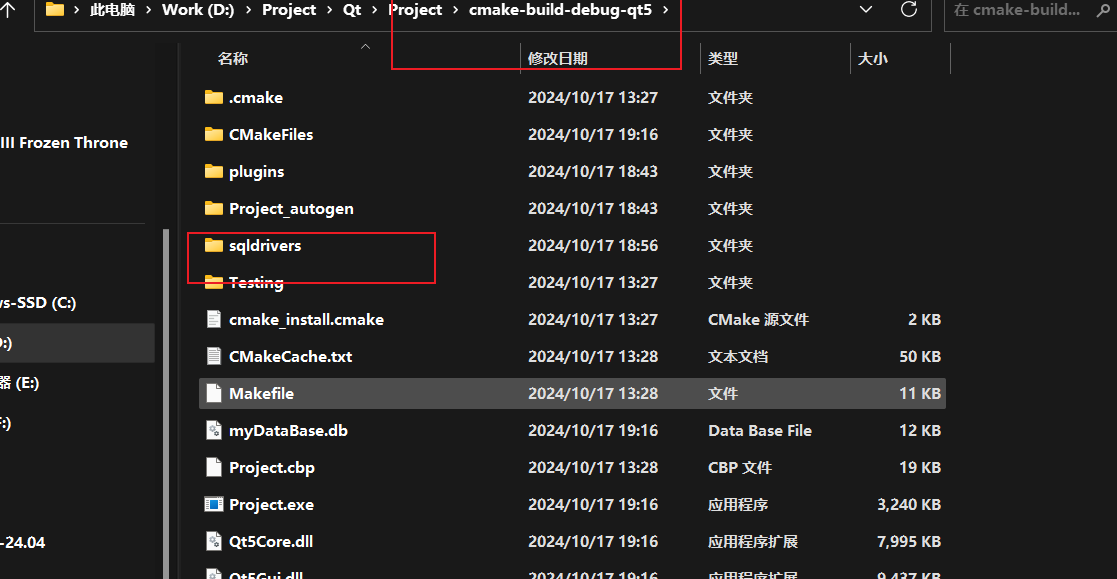 此电脑 > Work (D:) > Project > Qt > Project > cmake-build-debug-qt5 >
在 cmake-build...
名称 修改日期 类型 大小
.cmake 2024/10/17 13:27 文件夹
III Frozen Throne
CMakeFiles 2024/10/17 19:16 文件夹
plugins 2024/10/17 18:43 文件夹
Project_autogen 2024/10/17 18:43 文件夹
sqldrivers 2024/10/17 18:56 文件夹
Testing 2024/10/17 13:27 文件夹
vs-SSD (C:)
cmake_install.cmake 2024/10/17 13:27 CMake 源文件 2 KB
):)
CMakeCache.txt 2024/10/17 13:28 文本文档 50 KB
器 (E:)
Makefile 2024/10/17 13:28 文件 11 KB
:)
myDataBase.db 2024/10/17 19:16 Data Base File 12 KB
Project.cbp 2024/10/17 13:28 CBP 文件 19 KB
Project.exe 2024/10/17 19:16 应用程序 3,240 KB
-24.04
Qt5Core.dll 2024/10/17 19:16 应用程序扩展 7,995 KB
Qt5Gui.dll 2024/10/17 19:16 应用程序扩展 9,437 KB